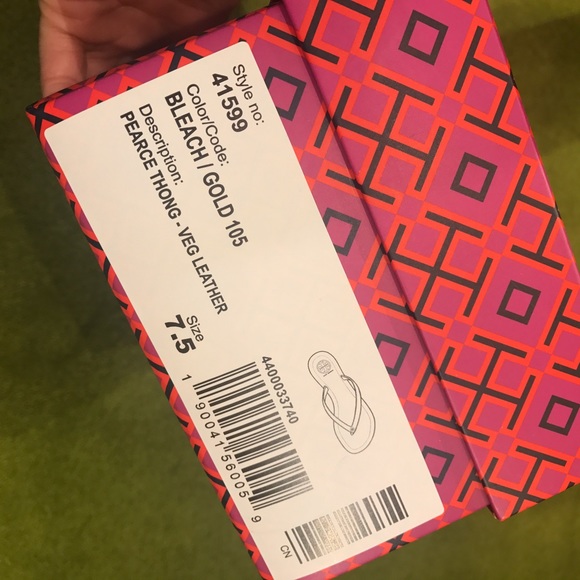 Style no:
41599
Color/Code:
BLEACH / GOLD 105
Description:
PEARCE THONG - VEG LEATHER
Size
7.5
4400033740
1 90041 56005 9
CN